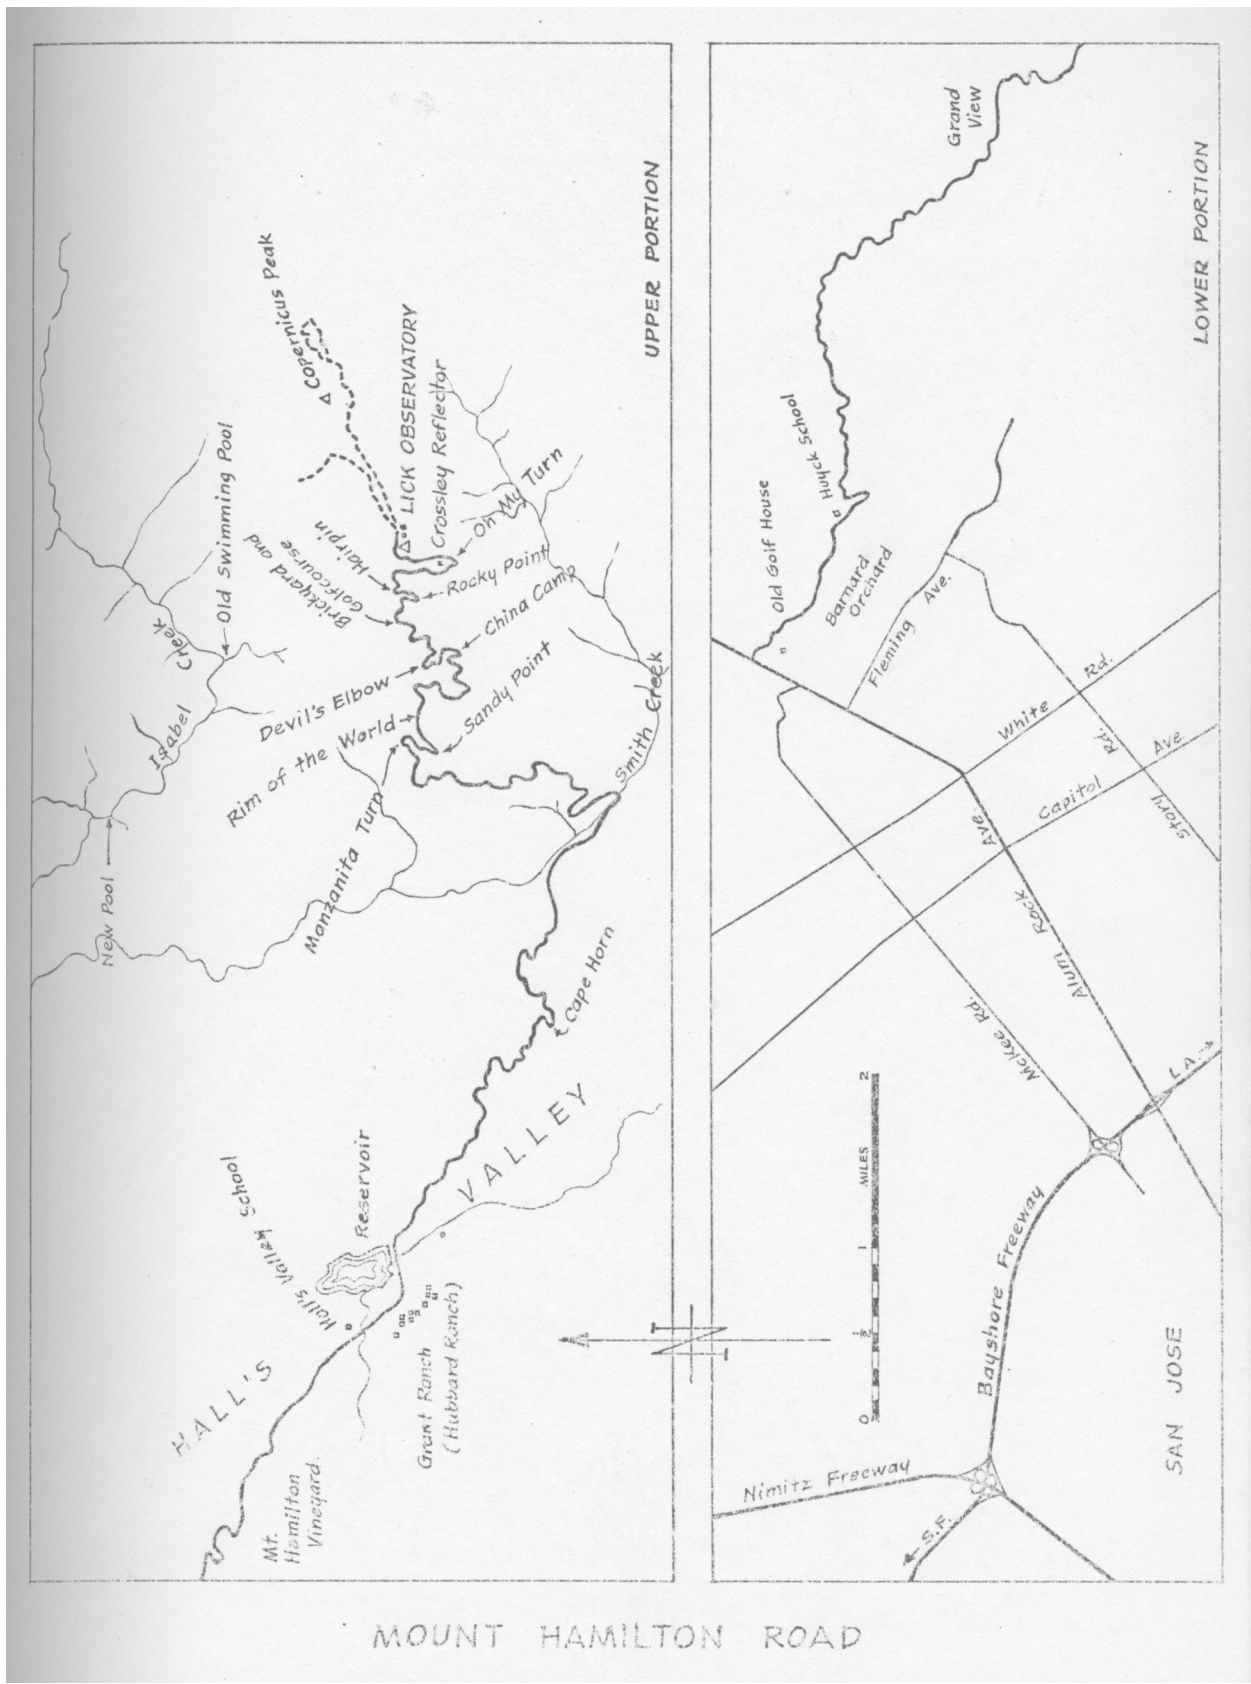 UPPER PORTION
Copernicus Peak
LICK OBSERVATORY
Crossley Reflector
Oh My Turn
Hairpin
Brickyard and
Golfcourse
Rocky Point
China Camp
Devil's Elbow
Sandy Point
Rim of the World
Manzanita Turn
Old Swimming Pool
Isabel Creek
New Pool
Smith Creek
Cape Horn
HALL'S VALLEY
Reservoir
Hall's Valley School
Grant Ranch
(Hubbard Ranch)
Mt.
Hamilton
Vineyard.
N
LOWER PORTION
Grand
View
Huyck School
Old Golf House
Barnard
Orchard
Fleming Ave.
White Rd.
Story Rd.
Capitol Ave.
Alum Rock Ave.
McKee Rd.
L.A.
Bayshore Freeway
Nimitz Freeway
S.F.
SAN JOSE
0 ½ 1 2
MILES
MOUNT HAMILTON ROAD